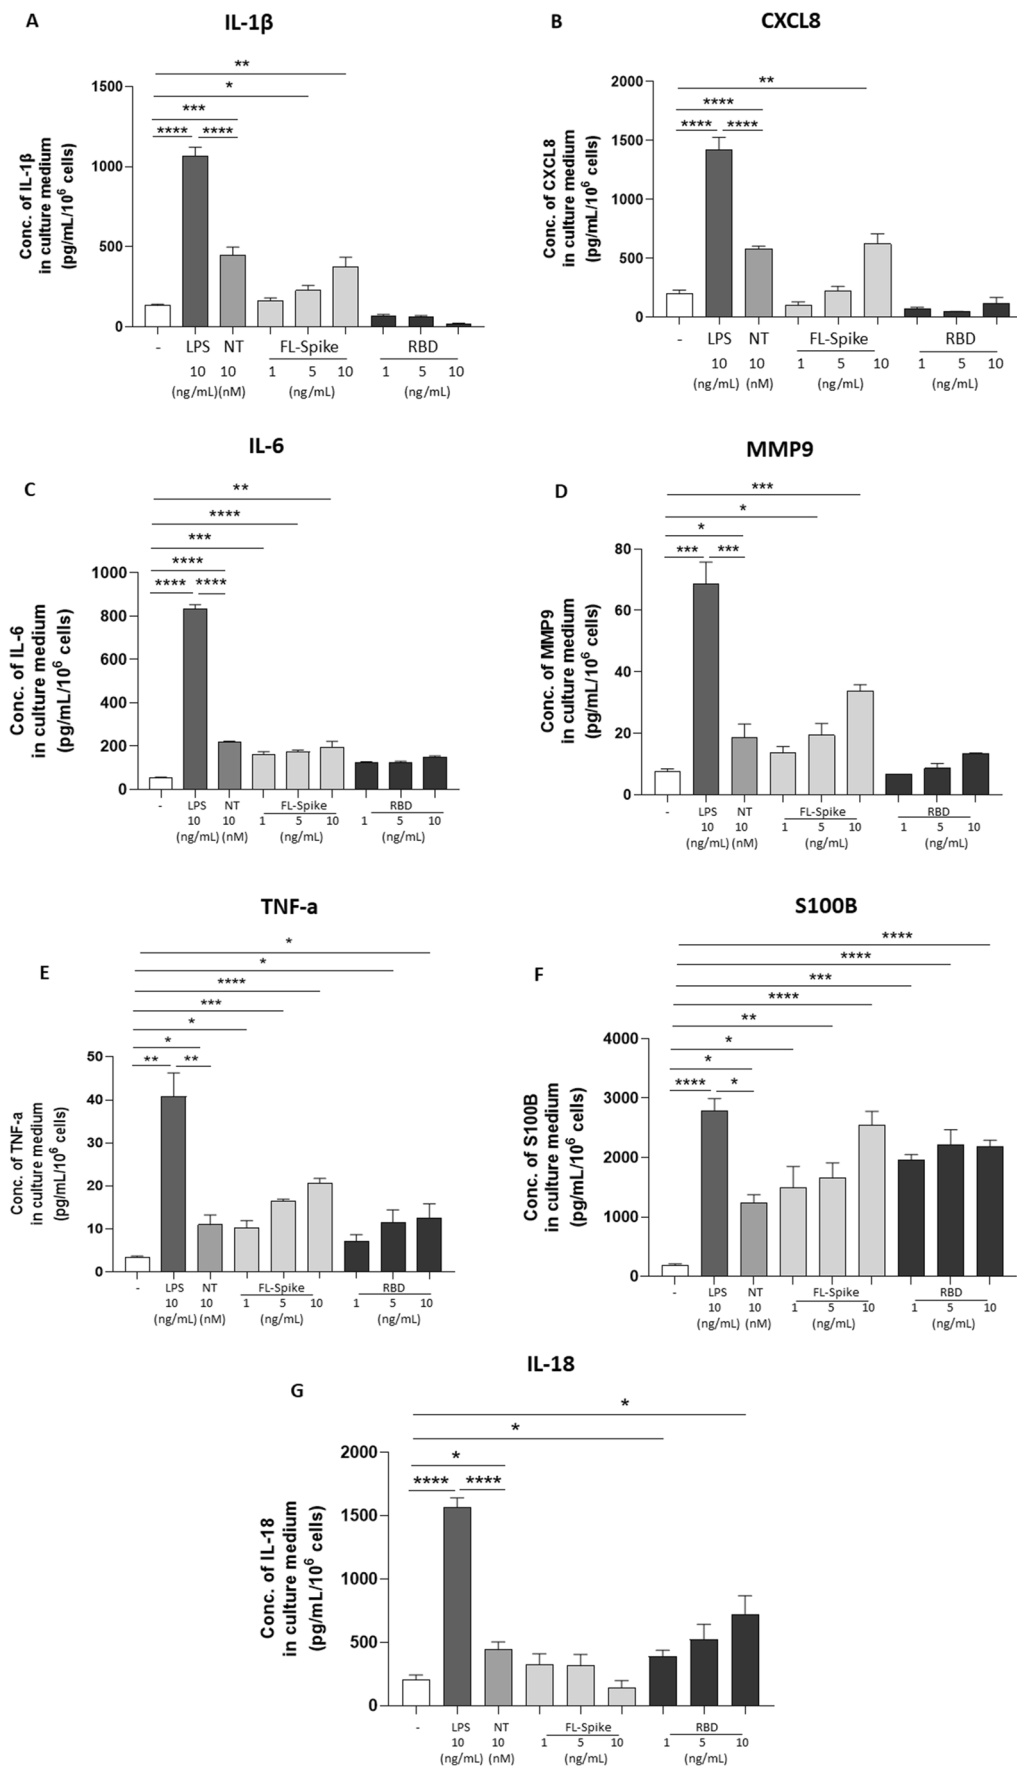 A
IL-1β
**
*
***
**** ****
1500
1000
500
0
Conc. of IL-1β
in culture medium
(pg/mL/10⁶ cells)
- LPS NT FL-Spike RBD
10 10 1 5 10 1 5 10
(ng/mL)(nM) (ng/mL) (ng/mL)
B
CXCL8
**
****
**** ****
2000
1500
1000
500
0
Conc. of CXCL8
in culture medium
(pg/mL/10⁶ cells)
- LPS NT FL-Spike RBD
10 10 1 5 10 1 5 10
(ng/mL) (nM) (ng/mL) (ng/mL)
C
IL-6
**
****
***
****
**** ****
1000
800
600
400
200
0
Conc. of IL-6
in culture medium
(pg/mL/10⁶ cells)
- LPS NT FL-Spike RBD
10 10 1 5 10 1 5 10
(ng/mL) (nM) (ng/mL) (ng/mL)
D
MMP9
***
*
*
*** ***
80
60
40
20
0
Conc. of MMP9
in culture medium
(pg/mL/10⁶ cells)
- LPS NT FL-Spike RBD
10 10 1 5 10 1 5 10
(ng/mL) (nM) (ng/mL) (ng/mL)
E
TNF-a
*
*
****
***
*
*
** **
50
40
30
20
10
0
Conc. of TNF-a
in culture medium
(pg/mL/10⁶ cells)
- LPS NT FL-Spike RBD
10 10 1 5 10 1 5 10
(ng/mL) (nM) (ng/mL) (ng/mL)
F
S100B
****
****
***
****
**
*
*
**** *
4000
3000
2000
1000
0
Conc. of S100B
in culture medium
(pg/mL/10⁶ cells)
- LPS NT FL-Spike RBD
10 10 1 5 10 1 5 10
(ng/mL) (nM) (ng/mL) (ng/mL)
G
IL-18
*
*
*
**** ****
2000
1500
1000
500
0
Conc. of IL-18
in culture medium
(pg/mL/10⁶ cells)
- LPS NT FL-Spike RBD
10 10 1 5 10 1 5 10
(ng/mL) (nM) (ng/mL) (ng/mL)